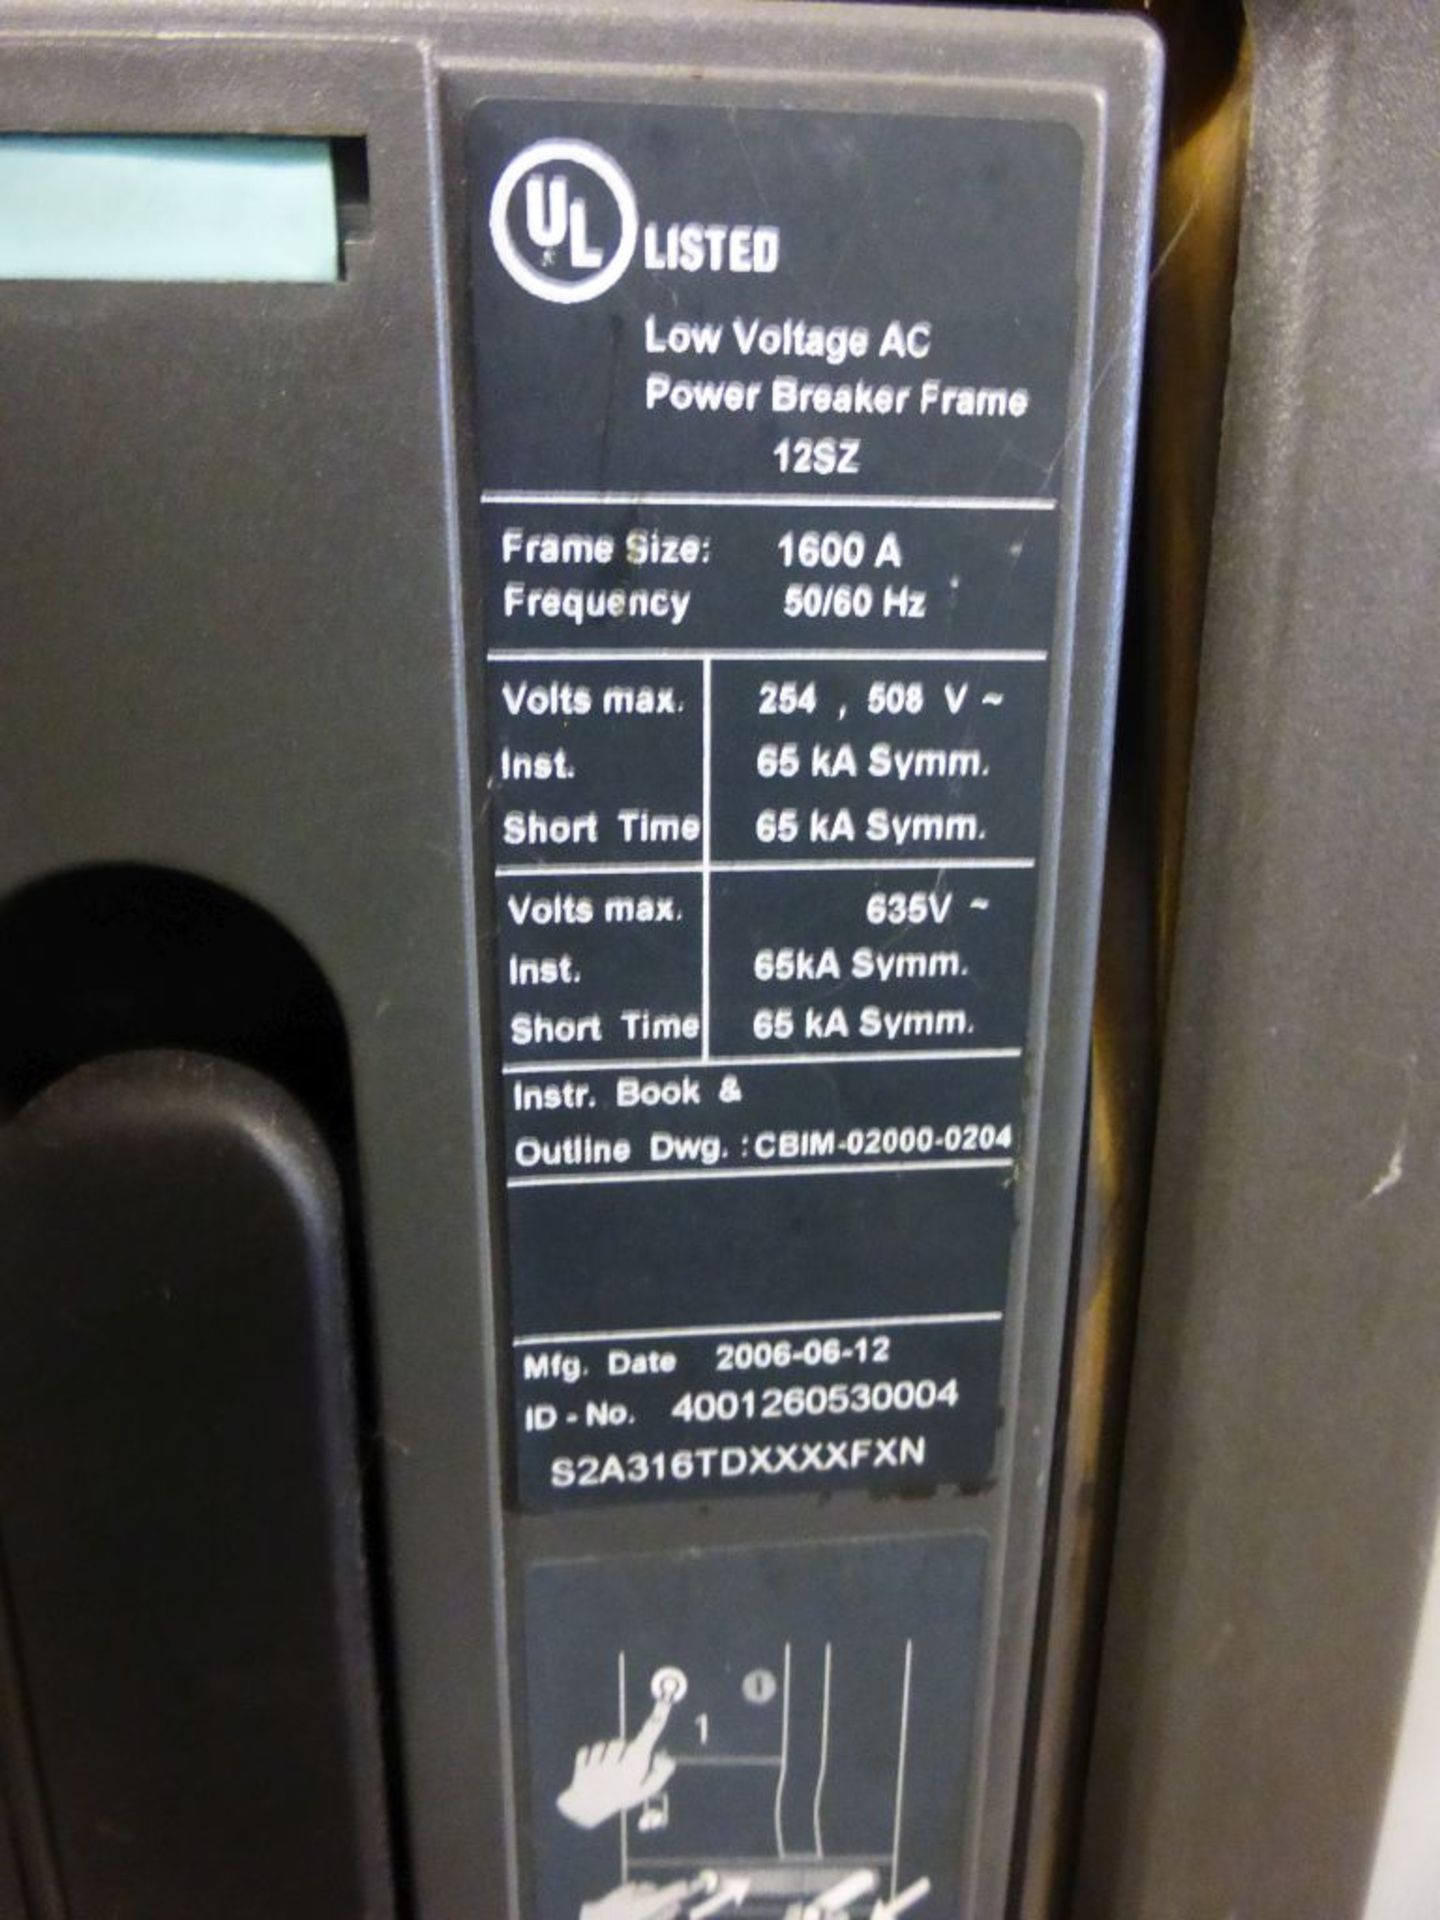 UL LISTED
Low Voltage AC
Power Breaker Frame
12SZ
Frame Size: 1600 A
Frequency 50/60 Hz
Volts max. 254 , 508 V ~
Inst. 65 kA Symm.
Short Time 65 kA Symm.
Volts max. 635V ~
Inst. 65kA Symm.
Short Time 65 kA Symm.
Instr. Book &
Outline Dwg. : CBIM-02000-0204
Mfg. Date 2006-06-12
ID - No. 4001260530004
S2A316TDXXXXFXN
1